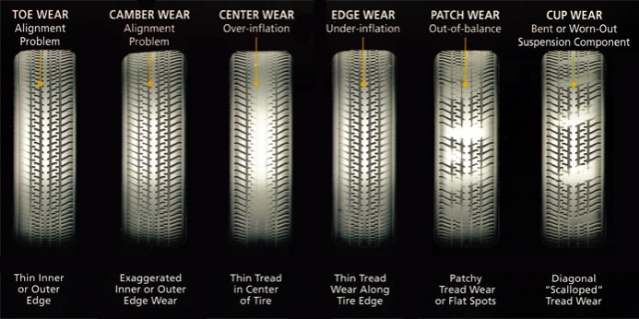 TOE WEAR
Alignment
Problem
CAMBER WEAR
Alignment
Problem
CENTER WEAR
Over-inflation
EDGE WEAR
Under-inflation
PATCH WEAR
Out-of-balance
CUP WEAR
Bent or Worn-Out
Suspension Component
Thin Inner
or Outer
Edge
Exaggerated
Inner or Outer
Edge Wear
Thin Tread
in Center
of Tire
Thin Tread
Wear Along
Tire Edge
Patchy
Tread Wear
or Flat Spots
Diagonal
"Scalloped"
Tread Wear